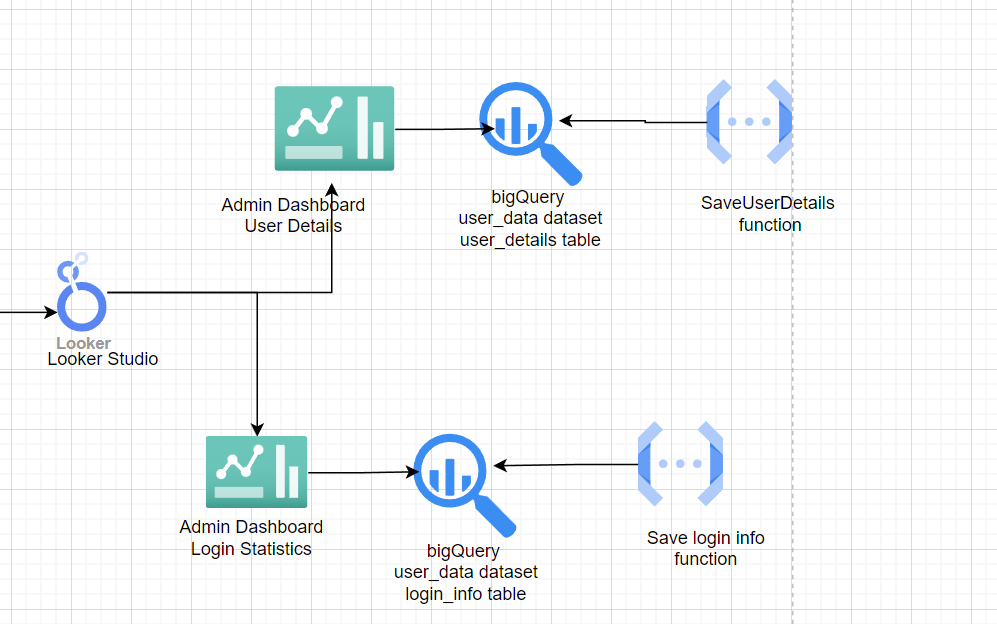 Admin Dashboard
User Details
bigQuery
user_data dataset
user_details table
SaveUserDetails
function
Looker
Looker Studio
Admin Dashboard
Login Statistics
bigQuery
user_data dataset
login_info table
Save login info
function